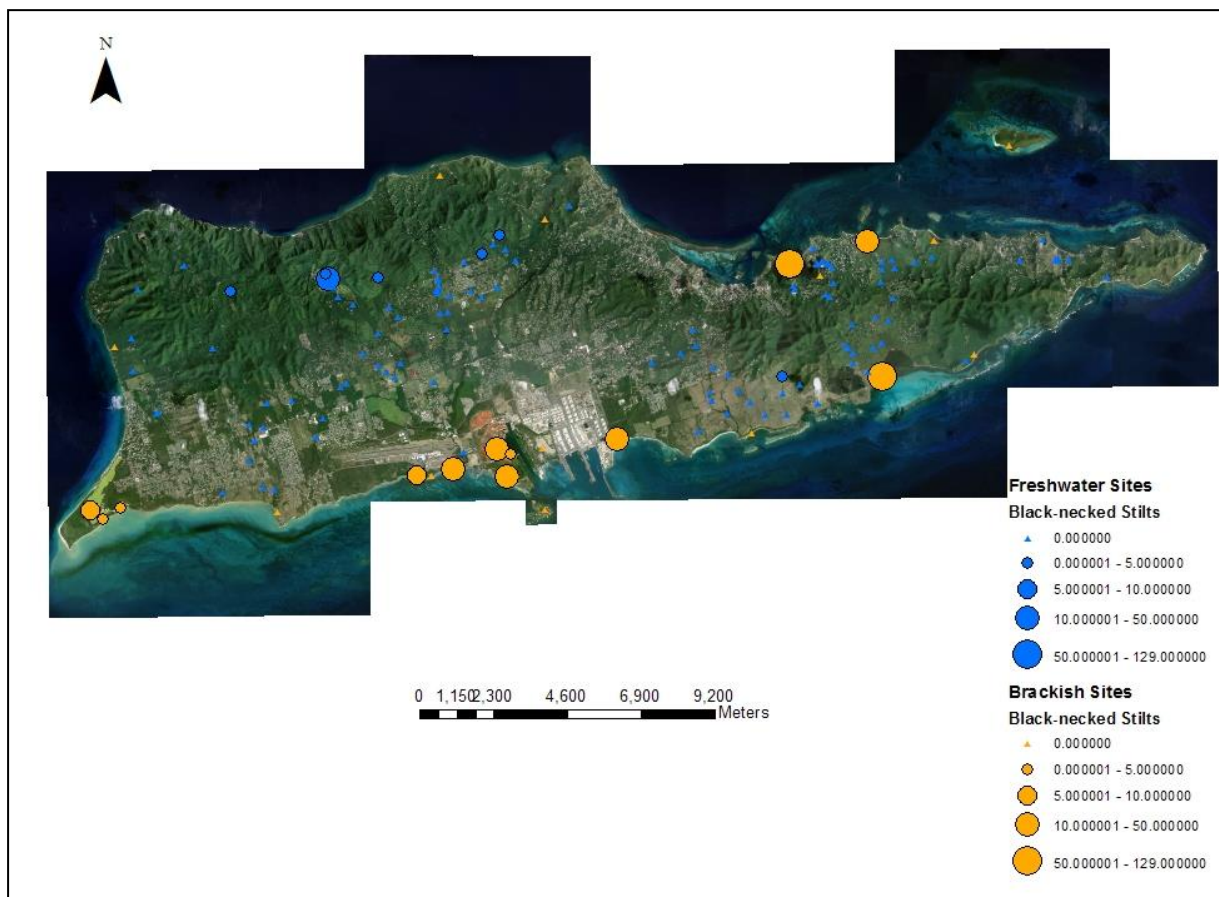 N
Freshwater Sites
Black-necked Stilts
0.000000
0.000001 - 5.000000
5.000001 - 10.000000
10.000001 - 50.000000
50.000001 - 129.000000
Brackish Sites
Black-necked Stilts
0.000000
0.000001 - 5.000000
5.000001 - 10.000000
10.000001 - 50.000000
50.000001 - 129.000000
0 1,150 2,300 4,600 6,900 9,200
Meters